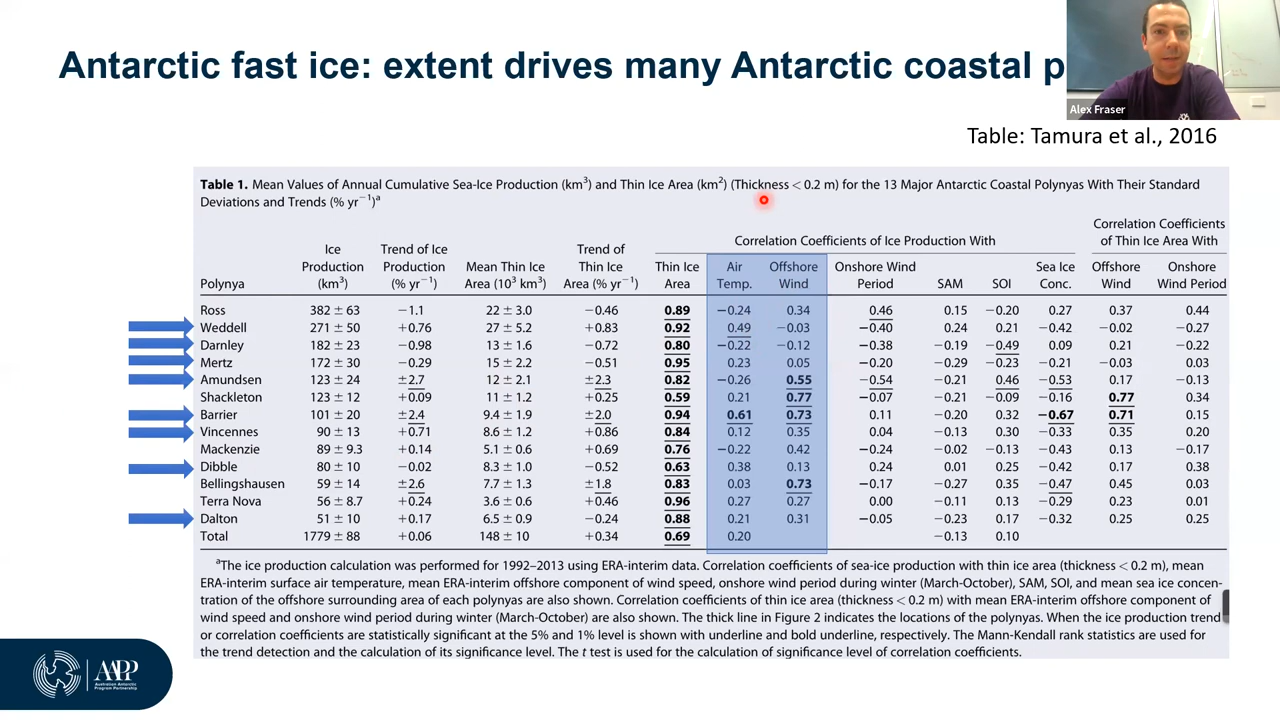 Antarctic fast ice: extent drives many Antarctic coastal p
Alex Fraser
Table: Tamura et al., 2016
Table 1. Mean Values of Annual Cumulative Sea-Ice Production (km³) and Thin Ice Area (km²) (Thickness < 0.2 m) for the 13 Major Antarctic Coastal Polynyas With Their Standard
Deviations and Trends (% yr⁻¹)ᵃ
Correlation Coefficients of Ice Production With
Correlation Coefficients of Thin Ice Area With
Polynya Ice Production (km³) Trend of Ice Production (% yr⁻¹) Mean Thin Ice Area (10³ km²) Trend of Thin Ice Area (% yr⁻¹) Thin Ice Area Air Temp. Offshore Wind Onshore Wind Period SAM SOI Sea Ice Conc. Offshore Wind Onshore Wind Period
Ross 382 ± 63 −1.1 22 ± 3.0 −0.46 0.89 −0.24 0.34 0.46 0.15 −0.20 0.27 0.37 0.44
Weddell 271 ± 50 +0.76 27 ± 5.2 +0.83 0.92 0.49 −0.03 −0.40 0.24 0.21 −0.42 −0.02 −0.27
Darnley 182 ± 23 −0.98 13 ± 1.6 −0.72 0.80 −0.22 −0.12 −0.38 −0.19 −0.49 0.09 0.21 −0.22
Mertz 172 ± 30 −0.29 15 ± 2.2 −0.51 0.95 0.23 0.05 −0.20 −0.29 −0.23 −0.21 −0.03 0.03
Amundsen 123 ± 24 ±2.7 12 ± 2.1 ±2.3 0.82 −0.26 0.55 −0.54 −0.21 0.46 −0.53 0.17 −0.13
Shackleton 123 ± 12 +0.09 11 ± 1.2 +0.25 0.59 0.21 0.77 −0.07 −0.21 −0.09 −0.16 0.77 0.34
Barrier 101 ± 20 ±2.4 9.4 ± 1.9 ±2.0 0.94 0.61 0.73 0.11 −0.20 0.32 −0.67 0.71 0.15
Vincennes 90 ± 13 +0.71 8.6 ± 1.2 +0.86 0.84 0.12 0.35 0.04 −0.13 0.30 −0.33 0.35 0.20
Mackenzie 89 ± 9.3 +0.14 5.1 ± 0.6 +0.69 0.76 −0.22 0.42 −0.24 −0.02 −0.13 −0.43 0.13 −0.17
Dibble 80 ± 10 −0.02 8.3 ± 1.0 −0.52 0.63 0.38 0.13 0.24 0.01 0.25 −0.42 0.17 0.38
Bellingshausen 59 ± 14 ±2.6 7.7 ± 1.3 ±1.8 0.83 0.03 0.73 −0.17 −0.27 0.35 −0.47 0.45 0.03
Terra Nova 56 ± 8.7 +0.24 3.6 ± 0.6 +0.46 0.96 0.27 0.27 0.00 −0.11 0.13 −0.29 0.23 0.01
Dalton 51 ± 10 +0.17 6.5 ± 0.9 −0.24 0.88 0.21 0.31 −0.05 −0.23 0.17 −0.32 0.25 0.25
Total 1779 ± 88 +0.06 148 ± 10 +0.34 0.69 0.20 −0.13 0.10
ᵃThe ice production calculation was performed for 1992–2013 using ERA-interim data. Correlation coefficients of sea-ice production with thin ice area (thickness < 0.2 m), mean
ERA-interim surface air temperature, mean ERA-interim offshore component of wind speed, onshore wind period during winter (March-October), SAM, SOI, and mean sea ice concen-
tration of the offshore surrounding area of each polynyas are also shown. Correlation coefficients of thin ice area (thickness < 0.2 m) with mean ERA-interim offshore component of
wind speed and onshore wind period during winter (March-October) are also shown. The thick line in Figure 2 indicates the locations of the polynyas. When the ice production trend
or correlation coefficients are statistically significant at the 5% and 1% level is shown with underline and bold underline, respectively. The Mann-Kendall rank statistics are used for
the trend detection and the calculation of its significance level. The t test is used for the calculation of significance level of correlation coefficients.
AAPP
Australian Antarctic
Program Partnership